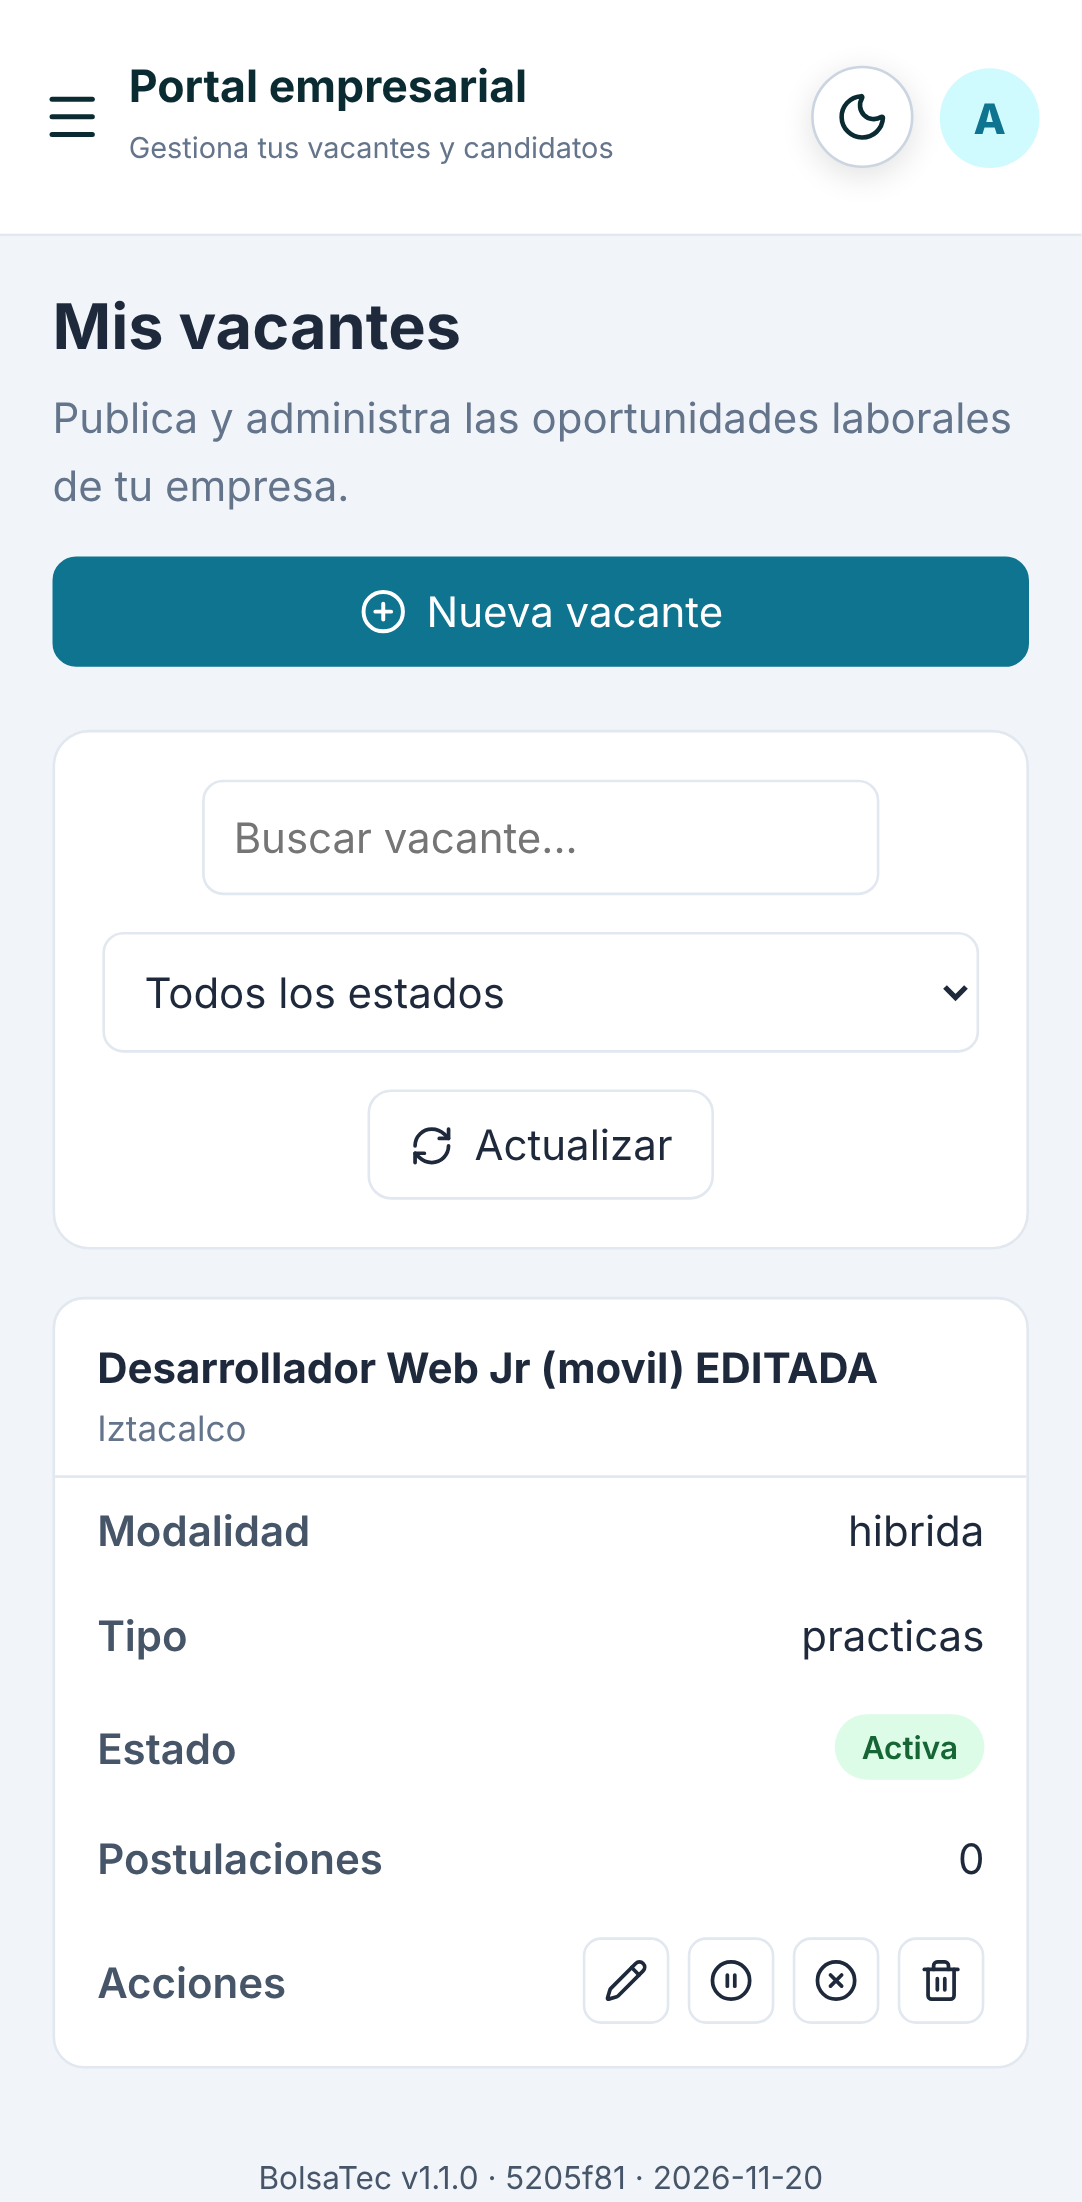 Portal empresarial
Gestiona tus vacantes y candidatos
A
Mis vacantes
Publica y administra las oportunidades laborales
de tu empresa.
Nueva vacante
Buscar vacante...
Todos los estados
Actualizar
Desarrollador Web Jr (movil) EDITADA
Iztacalco
Modalidad hibrida
Tipo practicas
Estado Activa
Postulaciones 0
Acciones
BolsaTec v1.1.0 · 5205f81 · 2026-11-20